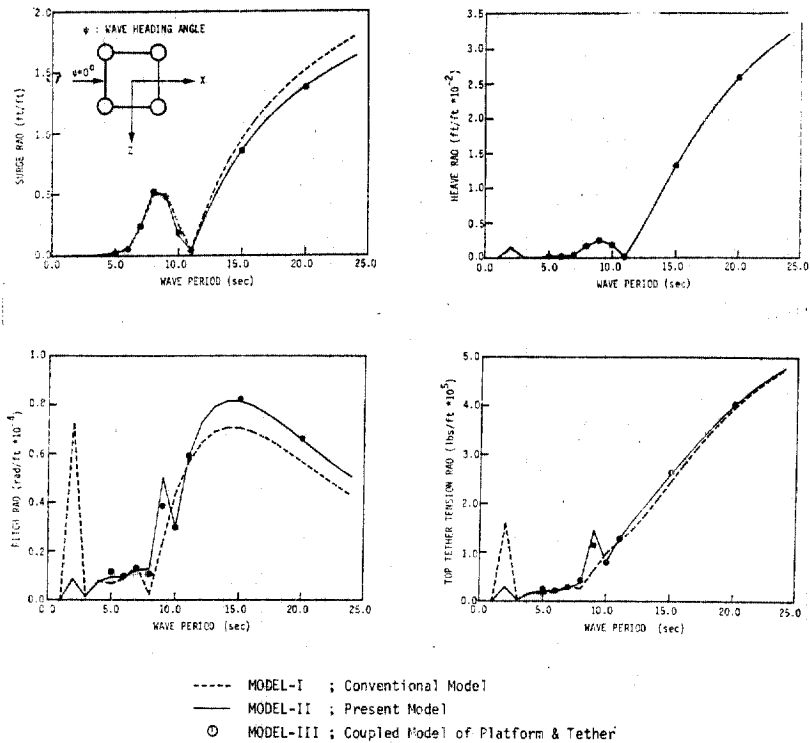 ψ : WAVE HEADING ANGLE
ψ=0°
X
Z
SURGE RAO (ft/ft)
2.0
1.5
1.0
0.5
0.0
0.0 5.0 10.0 15.0 20.0 25.0
WAVE PERIOD (sec)
HEAVE RAO (ft/ft *10-2)
3.5
3.0
2.5
2.0
1.5
1.0
0.5
0.0
0.0 5.0 10.0 15.0 20.0 25.0
WAVE PERIOD (sec)
PITCH RAO (rad/ft *10-4)
1.0
0.8
0.6
0.4
0.2
0.0
0.0 5.0 10.0 15.0 20.0 25.0
WAVE PERIOD (sec)
TOP TETHER TENSION RAO (lbs/ft *10⁵)
5.0
4.0
3.0
2.0
1.0
0.0
0.0 5.0 10.0 15.0 20.0 25.0
WAVE PERIOD (sec)
MODEL-I ; Conventional Model
MODEL-II ; Present Model
MODEL-III ; Coupled Model of Platform & Tether